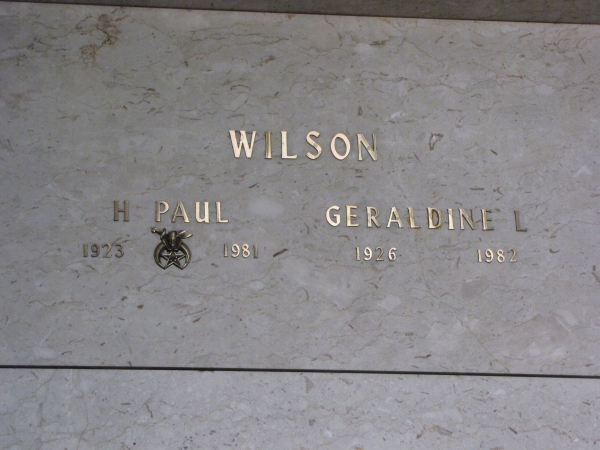 WILSON
H PAUL
1923 1981
GERALDINE L
1926 1982